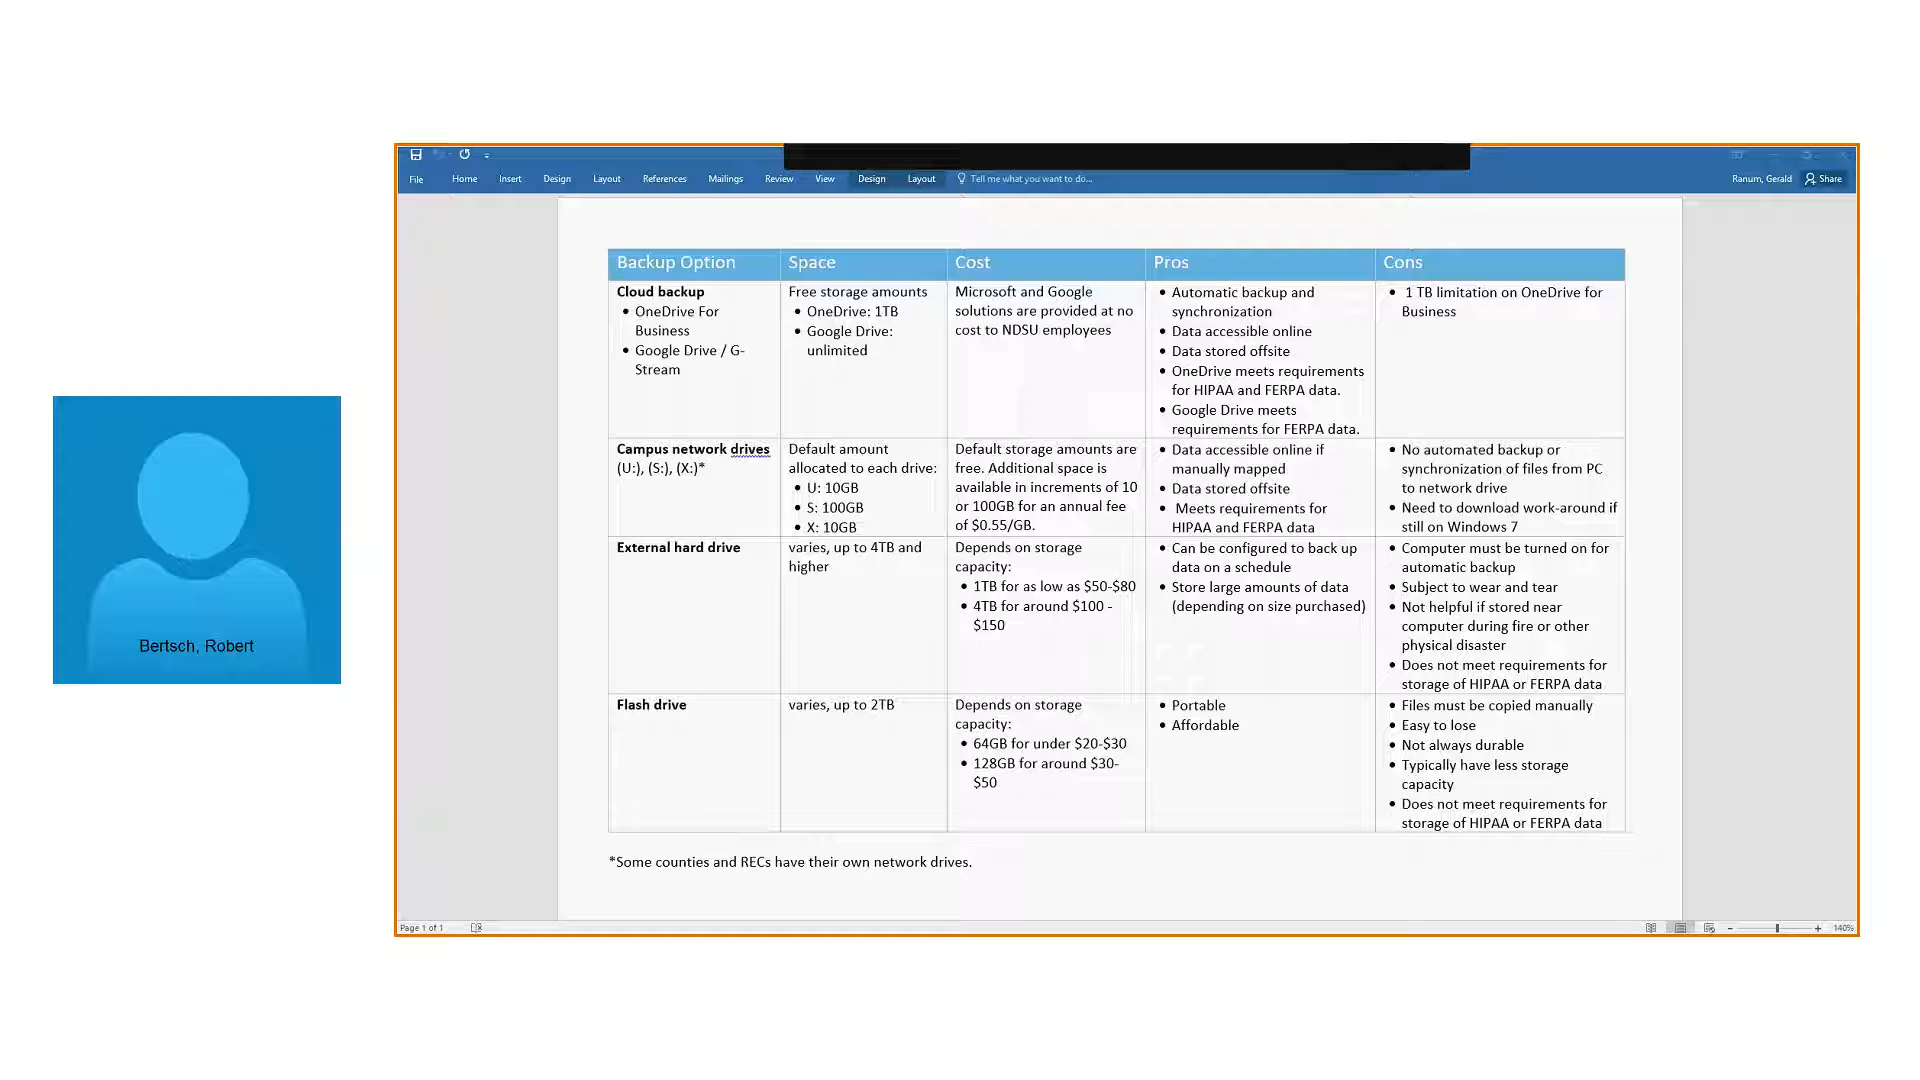 File Home Insert Design Layout References Mailings Review View Design Layout Tell me what you want to do... Ranum, Gerald Share
Backup Option Space Cost Pros Cons
Cloud backup
• OneDrive For
Business
• Google Drive / G-
Stream
Free storage amounts
• OneDrive: 1TB
• Google Drive:
unlimited
Microsoft and Google
solutions are provided at no
cost to NDSU employees
• Automatic backup and
synchronization
• Data accessible online
• Data stored offsite
• OneDrive meets requirements
for HIPAA and FERPA data.
• Google Drive meets
requirements for FERPA data.
• 1 TB limitation on OneDrive for
Business
Campus network drives
(U:), (S:), (X:)*
Default amount
allocated to each drive:
• U: 10GB
• S: 100GB
• X: 10GB
Default storage amounts are
free. Additional space is
available in increments of 10
or 100GB for an annual fee
of $0.55/GB.
• Data accessible online if
manually mapped
• Data stored offsite
• Meets requirements for
HIPAA and FERPA data
• No automated backup or
synchronization of files from PC
to network drive
• Need to download work-around if
still on Windows 7
External hard drive
varies, up to 4TB and
higher
Depends on storage
capacity:
• 1TB for as low as $50-$80
• 4TB for around $100 -
$150
• Can be configured to back up
data on a schedule
• Store large amounts of data
(depending on size purchased)
• Computer must be turned on for
automatic backup
• Subject to wear and tear
• Not helpful if stored near
computer during fire or other
physical disaster
• Does not meet requirements for
storage of HIPAA or FERPA data
Flash drive
varies, up to 2TB
Depends on storage
capacity:
• 64GB for under $20-$30
• 128GB for around $30-
$50
• Portable
• Affordable
• Files must be copied manually
• Easy to lose
• Not always durable
• Typically have less storage
capacity
• Does not meet requirements for
storage of HIPAA or FERPA data
*Some counties and RECs have their own network drives.
Page 1 of 1
140%
Bertsch, Robert